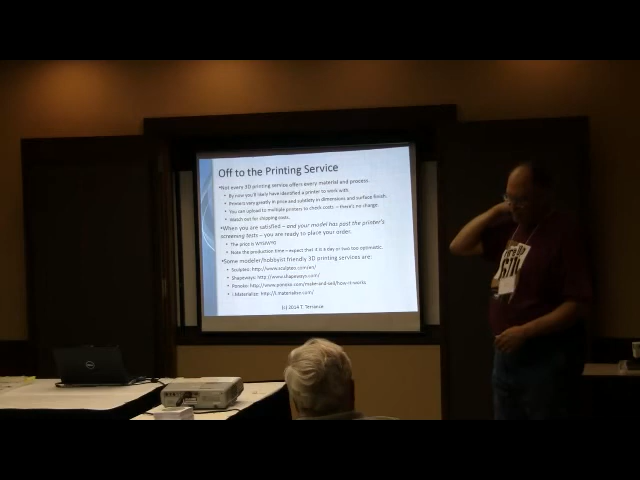 Off to the Printing Service
•Not every 3D printing service offers every material and process.
• By now you'll likely have identified a printer to work with.
• Printers vary greatly in price and subtlety in dimensions and surface finish.
• You can upload to multiple printers to check costs – there's no charge
• Watch out for shipping costs.
•When you are satisfied – and your model has past the printer's
screening tests – you are ready to place your order.
• The price is WYSIWYG
• Note the production time – expect that it is a day or two too optimistic.
•Some modeler/hobbyist friendly 3D printing services are:
• Sculpteo: http://www.sculpteo.com/en/
• Shapeways: http://www.shapeways.com/
• Ponoko: http://www.ponoko.com/make-and-sell/how-it-works
• i.Materialise: http://i.materialise.com/
(c) 2014 T. Terrance
DELL